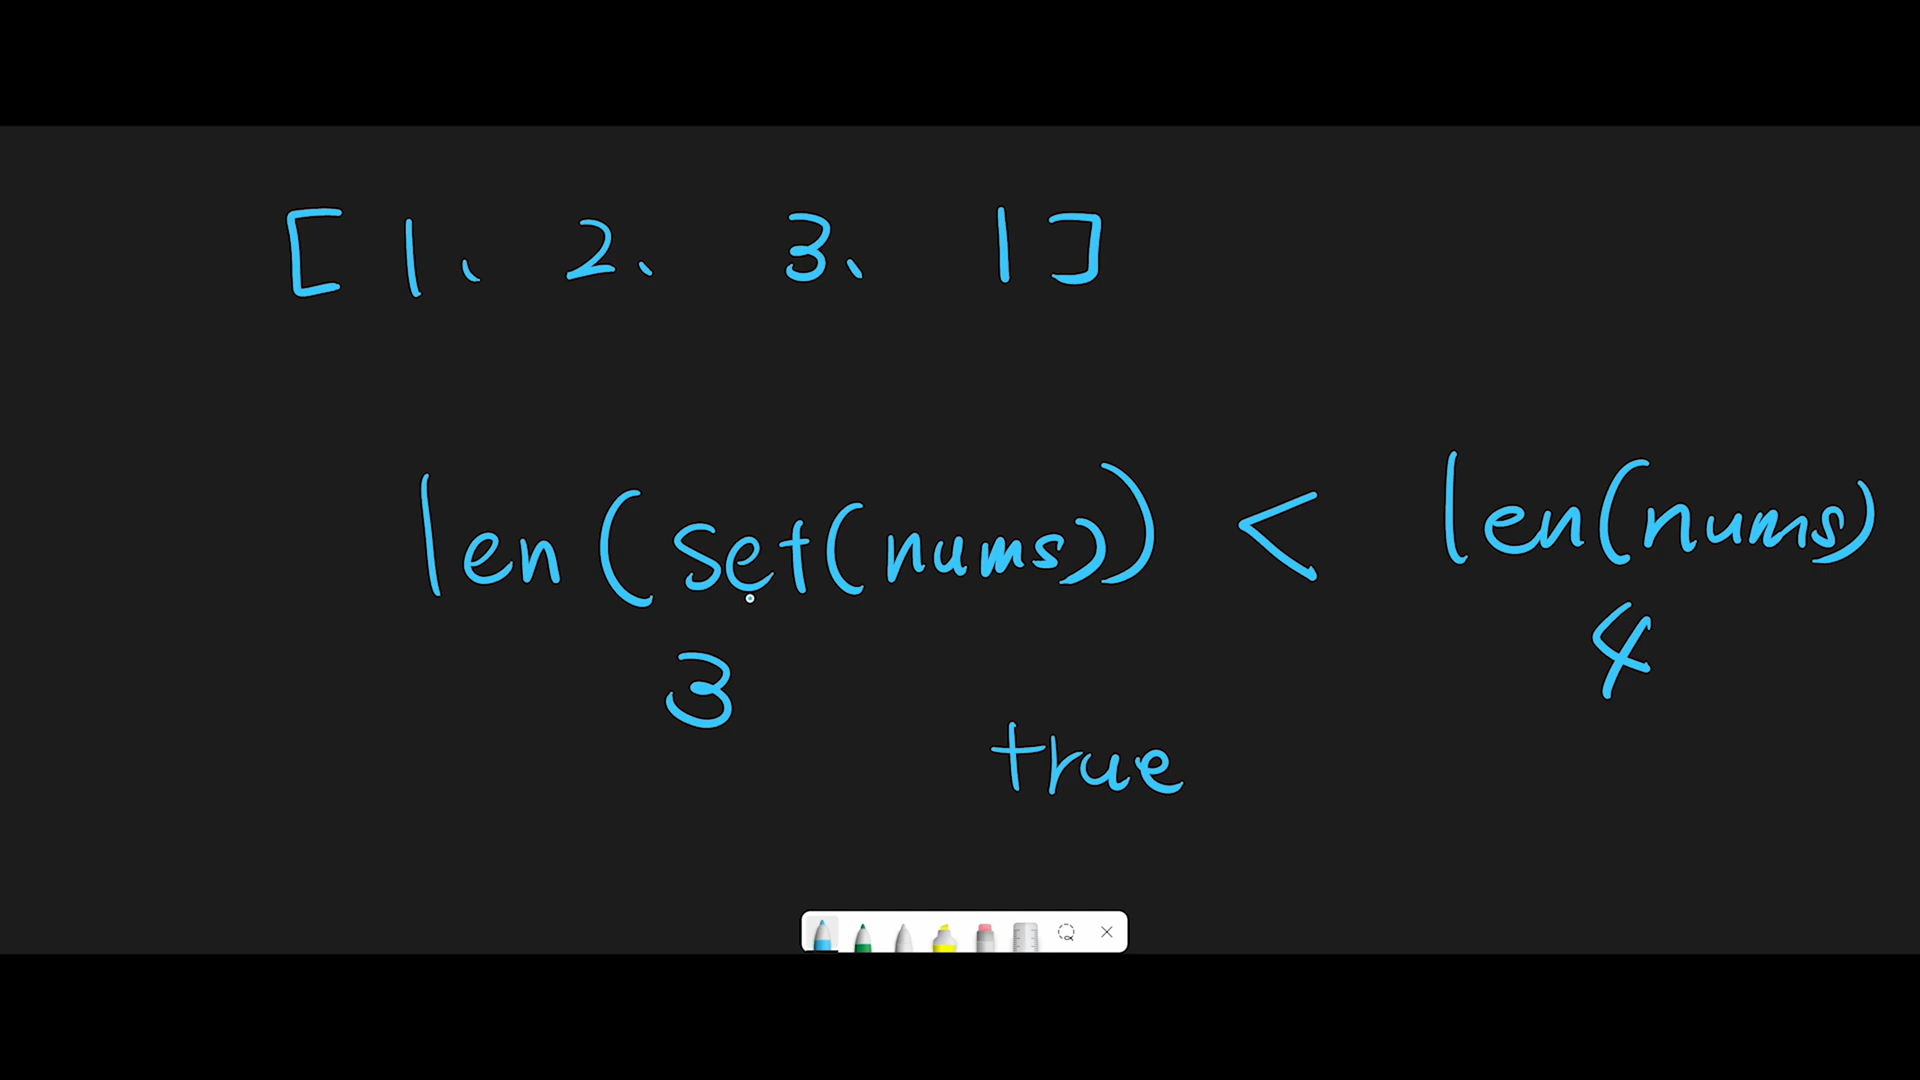 [1、2、3、1]
len(set(nums)) < len(nums)
3 4
true